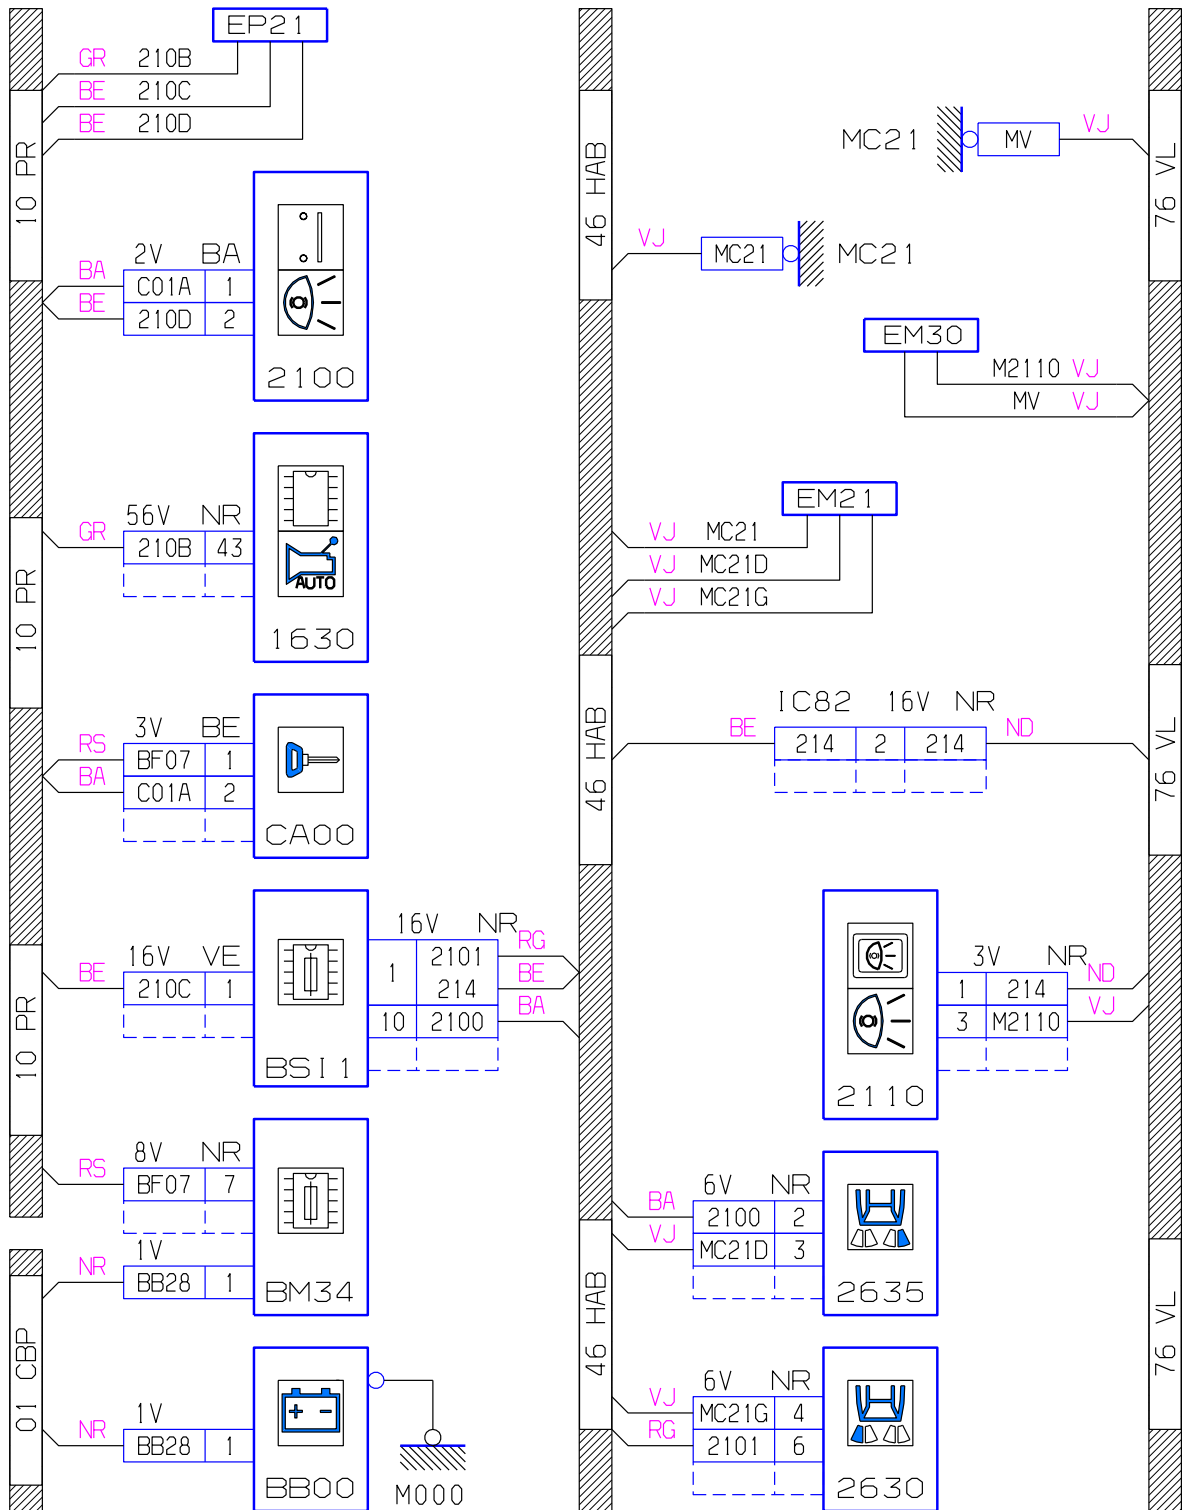 EP21
GR 210B
BE 210C
BE 210D
10 PR
2V BA
BA C01A 1
BE 210D 2
2100
56V NR
GR 210B 43
AUTO
1630
10 PR
3V BE
RS BF07 1
BA C01A 2
CA00
16V VE
BE 210C 1
BSI1
16V NR
1 2101 RG
214 BE
10 2100 BA
10 PR
8V NR
RS BF07 7
1V
NR BB28 1
BM34
01 CBP
1V
NR BB28 1
+ -
BB00
M000
46 HAB
MC21 MV VJ
76 VL
VJ MC21 MC21
EM30
M2110 VJ
MV VJ
EM21
VJ MC21
VJ MC21D
VJ MC21G
46 HAB
IC82 16V NR
BE 214 2 214 ND
76 VL
3V NR
1 214 ND
3 M2110 VJ
2110
6V NR
BA 2100 2
VJ MC21D 3
2635
46 HAB
76 VL
6V NR
VJ MC21G 4
RG 2101 6
2630